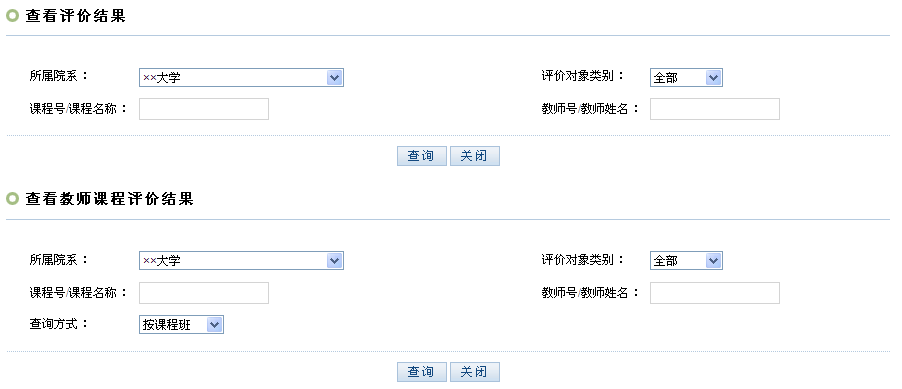 查看评价结果
所属院系： ××大学 评价对象类别： 全部
课程号/课程名称： 教师号/教师姓名：
查询 关闭
查看教师课程评价结果
所属院系： ××大学 评价对象类别： 全部
课程号/课程名称： 教师号/教师姓名：
查询方式： 按课程班
查询 关闭